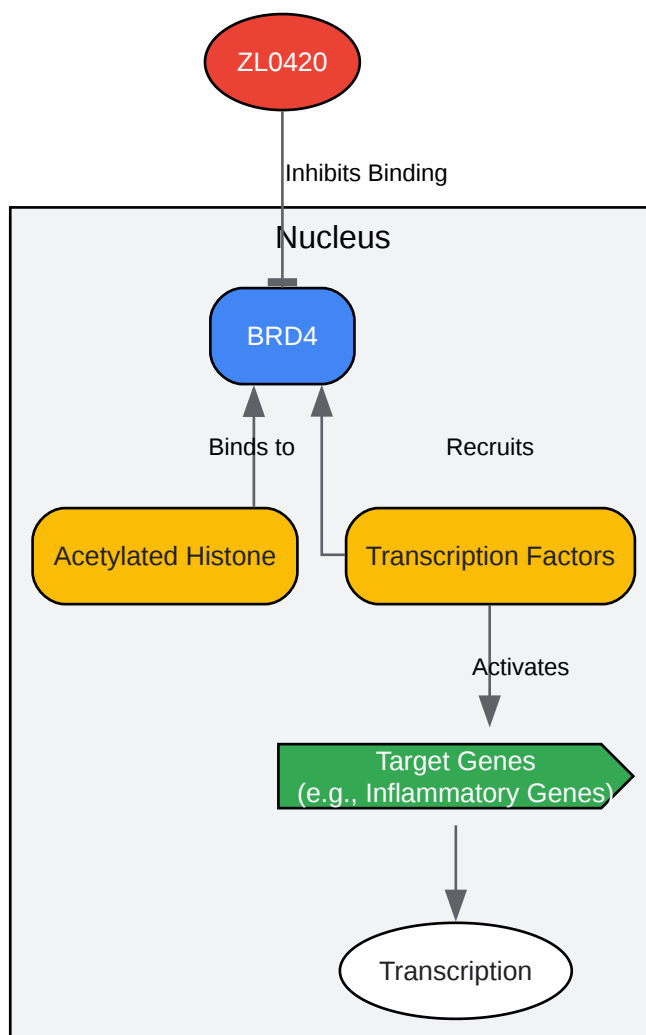 ZL0420
Inhibits Binding
Nucleus
BRD4
Binds to
Recruits
Acetylated Histone
Transcription Factors
Activates
Target Genes
(e.g., Inflammatory Genes)
Transcription